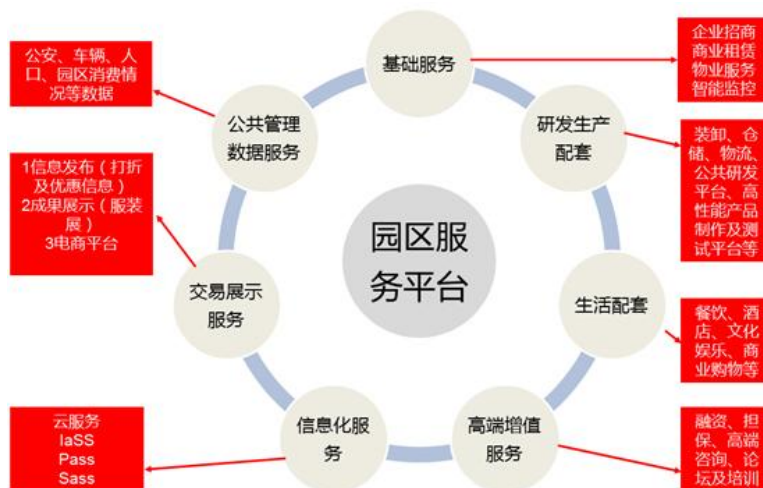 园区服
务平台
基础服务
企业招商
商业租赁
物业服务
智能监控
研发生产
配套
装卸、仓
储、物流、
公共研发
平台、高
性能产品
制作及测
试平台等
生活配套
餐饮、酒
店、文化
娱乐、商
业购物等
高端增值
服务
融资、担
保、高端
咨询、论
坛及培训
信息化服
务
云服务
IaSS
Pass
Sass
交易展示
服务
1信息发布（打折
及优惠信息）
2成果展示（服装
展）
3电商平台
公共管理
数据服务
公安、车辆、人
口、园区消费情
况等数据